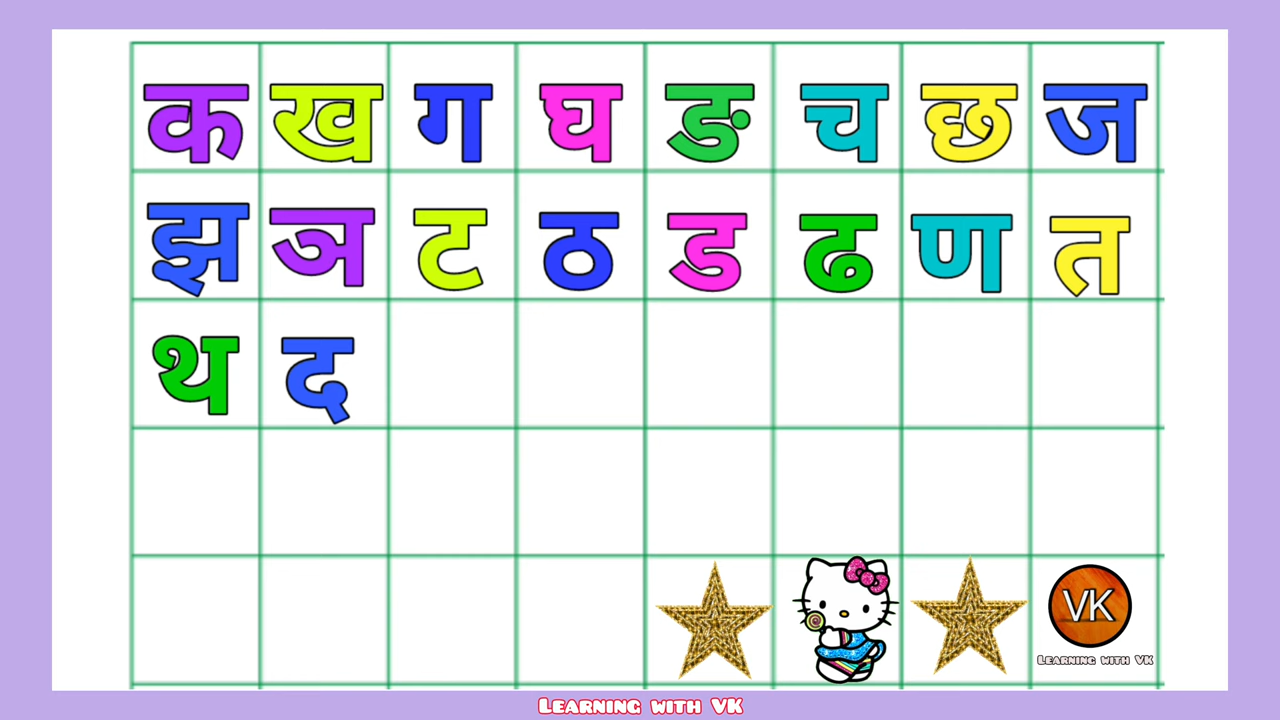 क ख ग घ ङ च छ ज
झ ञ ट ठ ड ढ ण त
थ द
VK
Learning with VK
Learning with VK